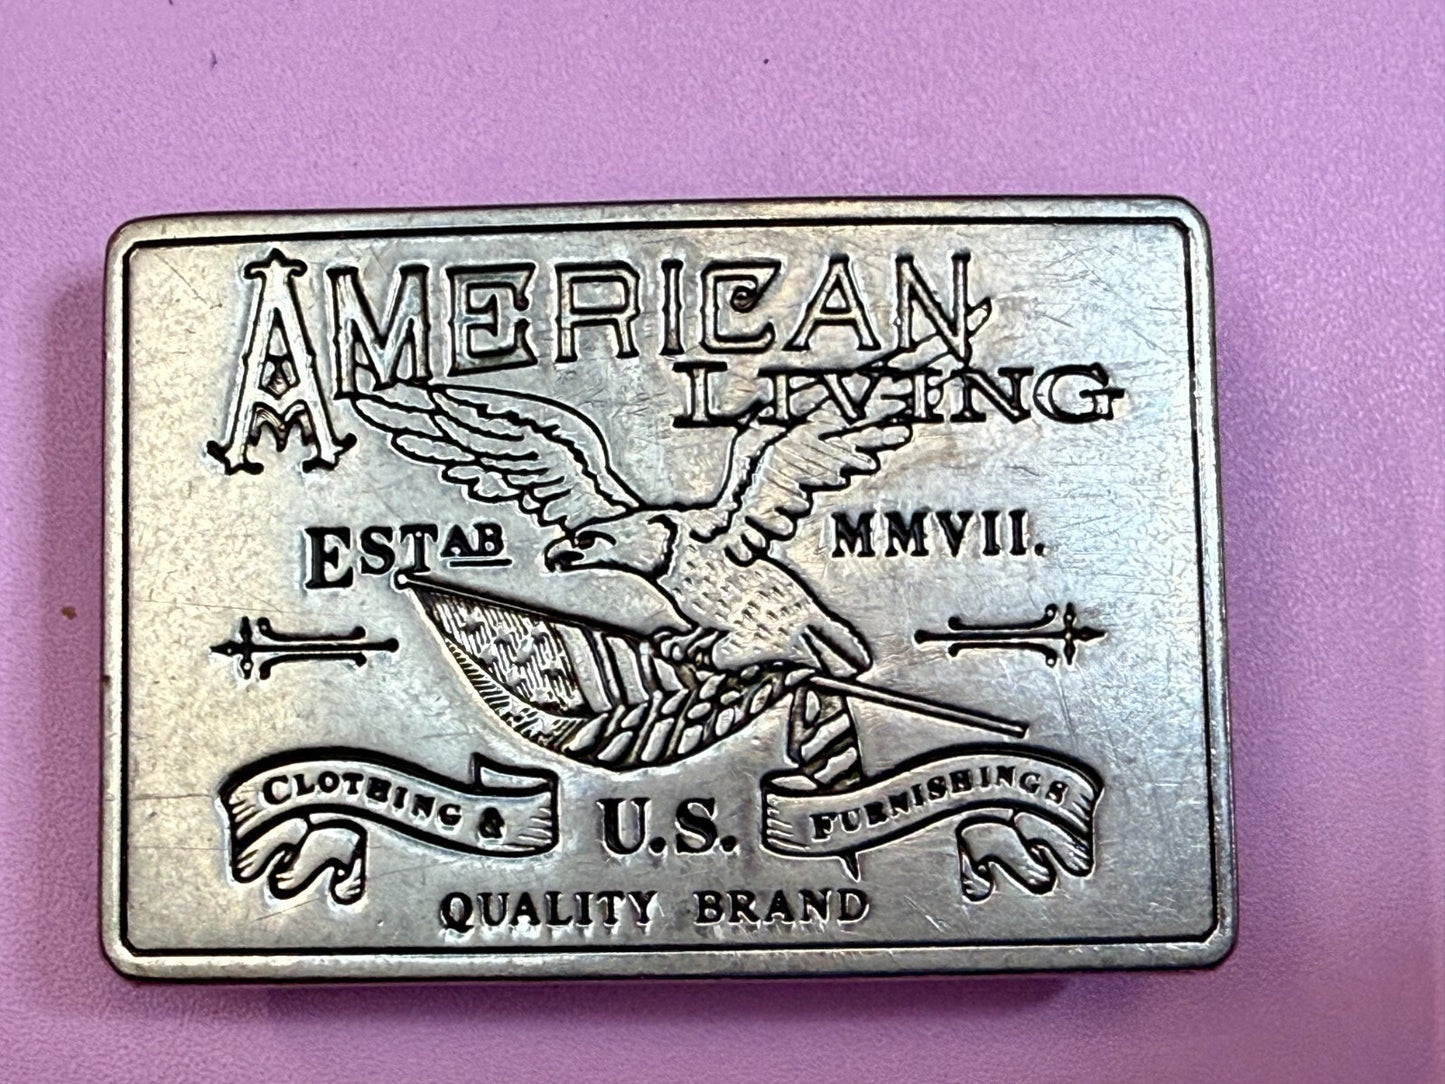 AMERICAN
LIVING
ESTAB MMVII.
CLOTHING & U.S. FURNISHINGS
QUALITY BRAND